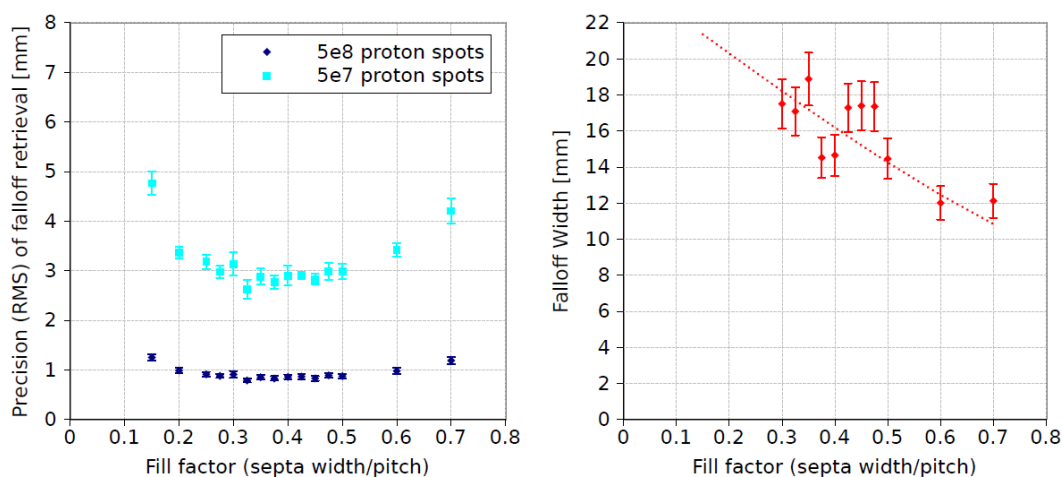 Precision (RMS) of falloff retrieval [mm]
8
7
6
5
4
3
2
1
0
5e8 proton spots
5e7 proton spots
0 0.1 0.2 0.3 0.4 0.5 0.6 0.7 0.8
Fill factor (septa width/pitch)
Falloff Width [mm]
22
20
18
16
14
12
10
8
6
4
2
0
0 0.1 0.2 0.3 0.4 0.5 0.6 0.7 0.8
Fill factor (septa width/pitch)